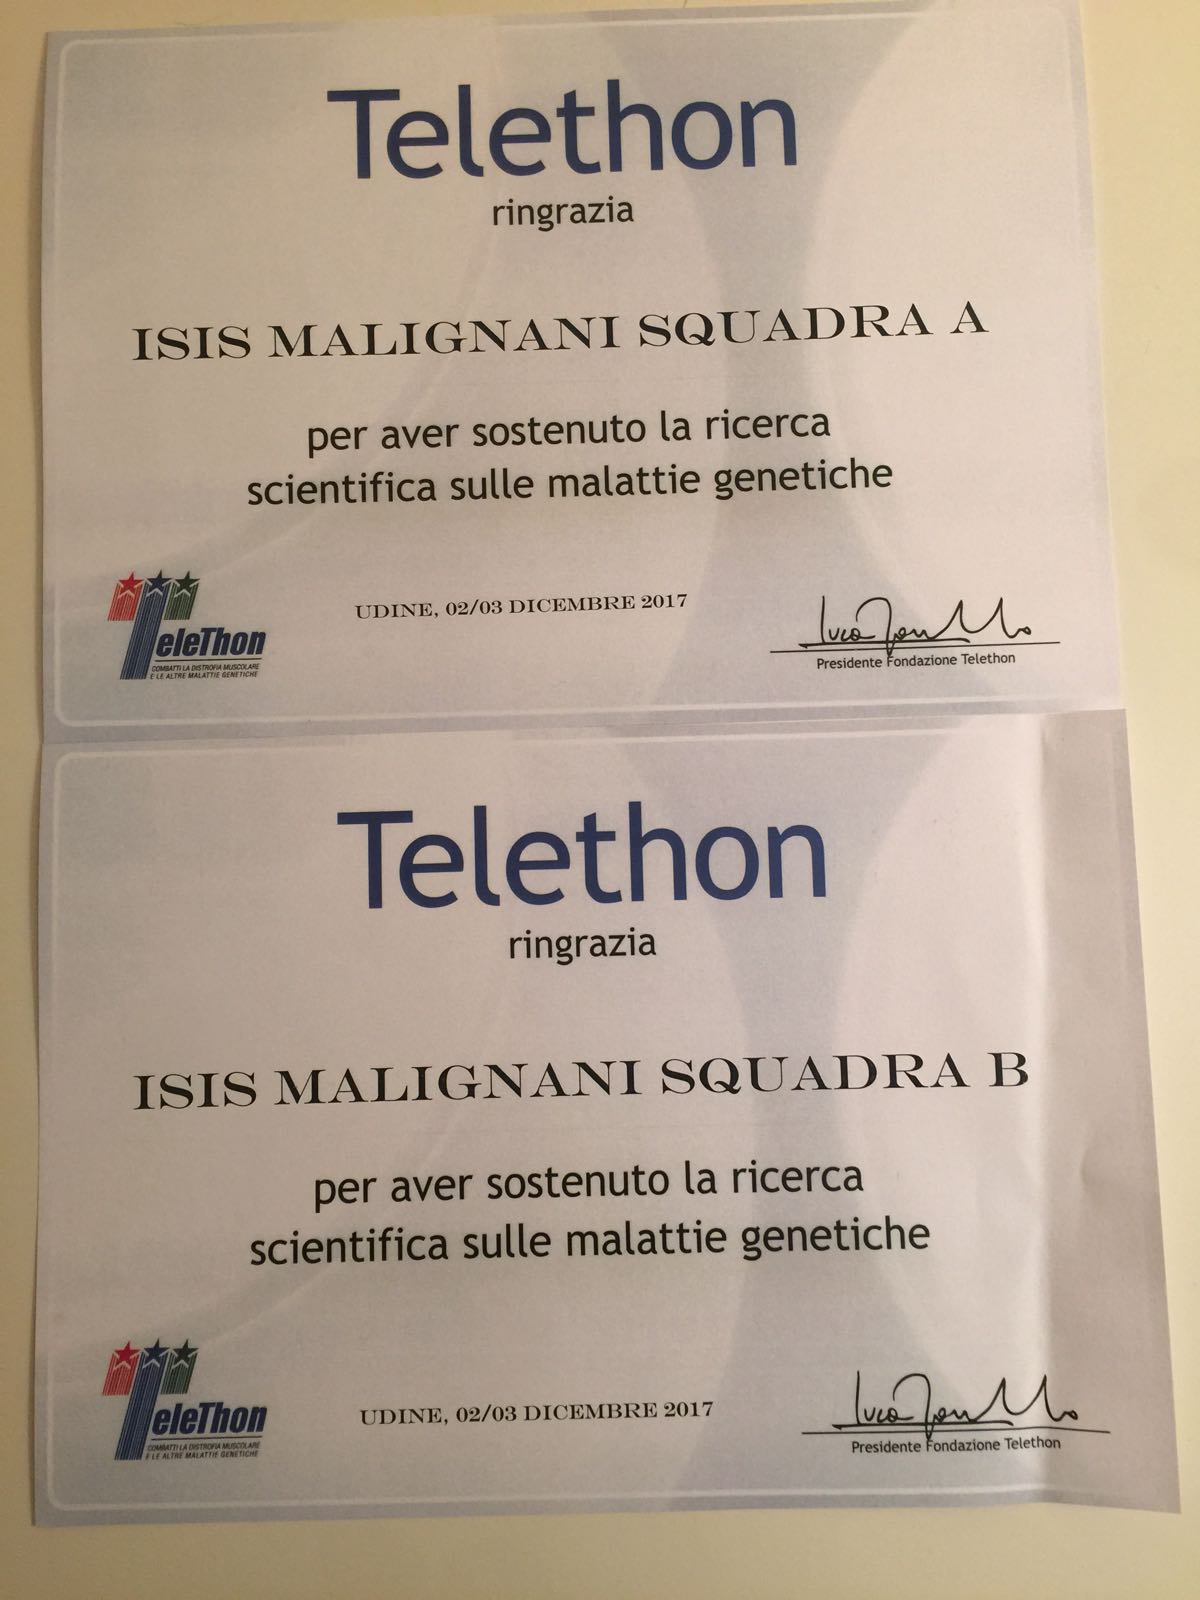 Telethon
ringrazia
ISIS MALIGNANI SQUADRA A
per aver sostenuto la ricerca
scientifica sulle malattie genetiche
TeleThon
COMBATTI LA DISTROFIA MUSCOLARE
E LE ALTRE MALATTIE GENETICHE
UDINE, 02/03 DICEMBRE 2017
Presidente Fondazione Telethon
Telethon
ringrazia
ISIS MALIGNANI SQUADRA B
per aver sostenuto la ricerca
scientifica sulle malattie genetiche
TeleThon
COMBATTI LA DISTROFIA MUSCOLARE
E LE ALTRE MALATTIE GENETICHE
UDINE, 02/03 DICEMBRE 2017
Presidente Fondazione Telethon